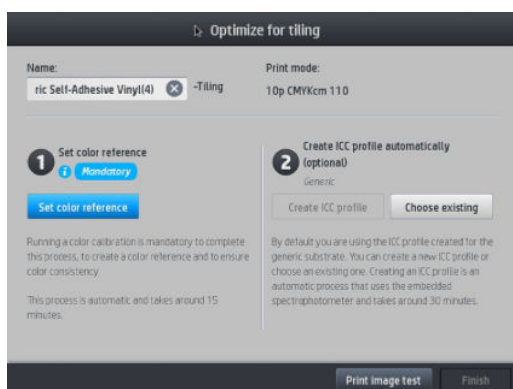 Optimize for tiling
Name:
ric Self-Adhesive Vinyl(4)
-Tiling
Print mode:
10p CMYKcm 110
1
Set color reference
i Mandatory
Set color reference
Running a color calibration is mandatory to complete
this process, to create a color reference and to ensure
color consistency
This process is automatic and takes around 15
minutes.
2
Create ICC profile automatically
(optional)
Generic
Create ICC profile
Choose existing
By default you are using the ICC profile created for the
generic substrate. You can create a new ICC profile or
choose an existing one. Creating an ICC profile is an
automatic process that uses the embedded
spectrophotometer and takes around 30 minutes.
Print image test
Finish